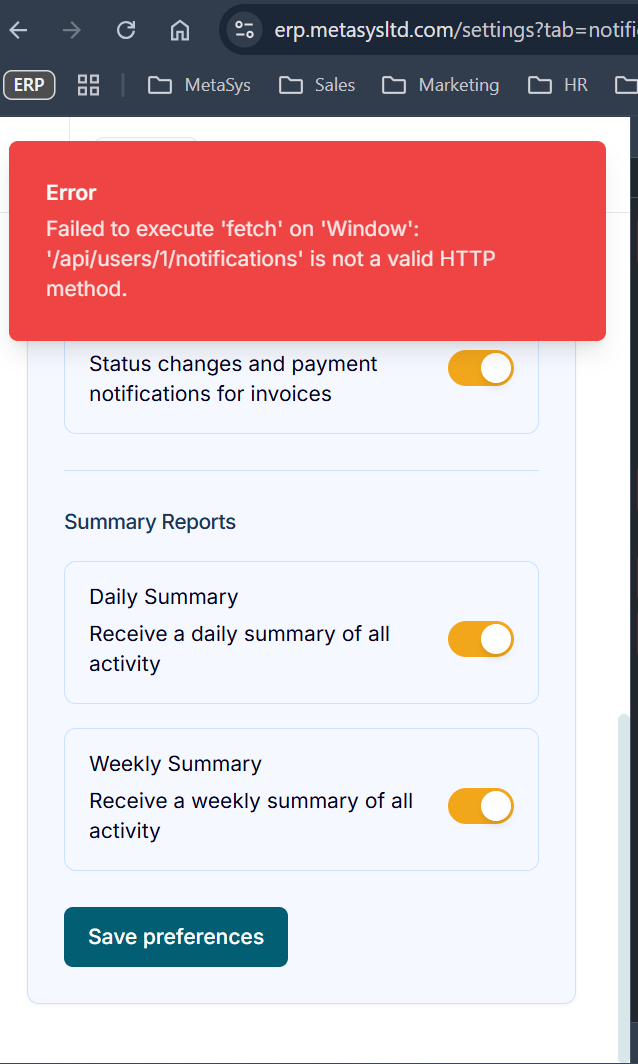 erp.metasysltd.com/settings?tab=notifi
ERP
MetaSys
Sales
Marketing
HR
Error
Failed to execute 'fetch' on 'Window':
'/api/users/1/notifications' is not a valid HTTP
method.
Status changes and payment
notifications for invoices
Summary Reports
Daily Summary
Receive a daily summary of all
activity
Weekly Summary
Receive a weekly summary of all
activity
Save preferences